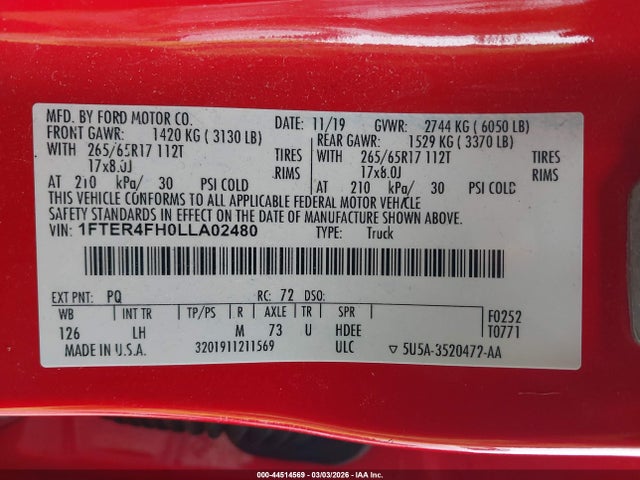 MFD. BY FORD MOTOR CO. DATE: 11/19 GVWR: 2744 KG ( 6050 LB)
FRONT GAWR: 1420 KG ( 3130 LB) REAR GAWR: 1529 KG ( 3370 LB)
WITH 265/65R17 112T TIRES WITH 265/65R17 112T TIRES
17x8.0J RIMS 17x8.0J RIMS
AT 210 kPa/ 30 PSI COLD AT 210 kPa/ 30 PSI COLD
THIS VEHICLE CONFORMS TO ALL APPLICABLE FEDERAL MOTOR VEHICLE
SAFETY STANDARDS IN EFFECT ON THE DATE OF MANUFACTURE SHOWN ABOVE.
VIN: 1FTER4FH0LLA02480 TYPE: Truck
EXT PNT: PQ RC: 72 DSO:
WB INT TR TP/PS R AXLE TR SPR F0252
126 LH M 73 U HDEE T0771
MADE IN U.S.A. 3201911211569 ULC ▽ 5U5A-3520472-AA
000-44514569 | 03/03/2026 | IAA Inc.